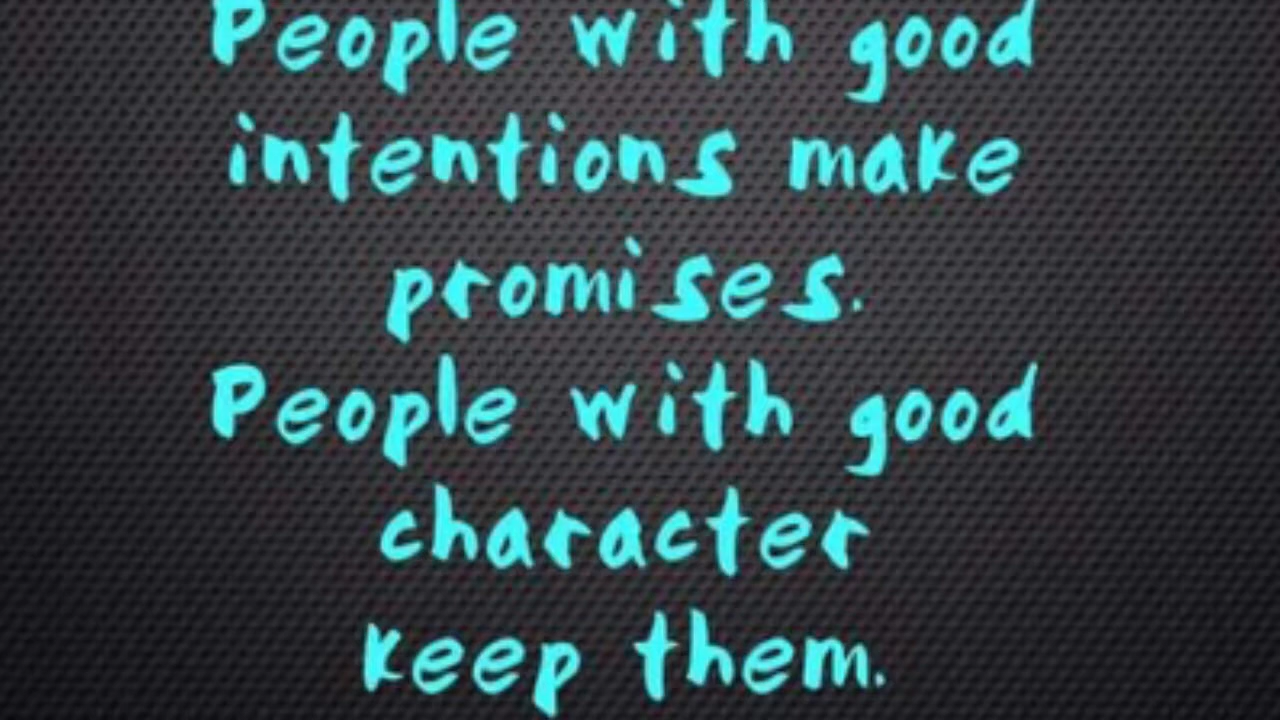 People with good
intentions make
promises.
People with good
character
keep them.